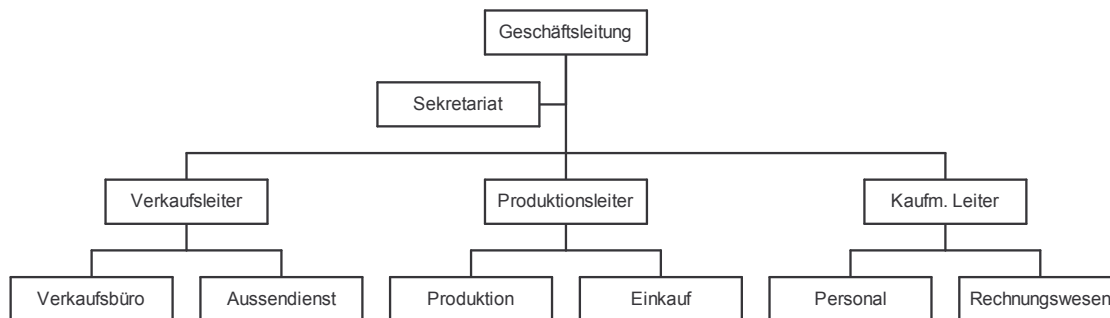 Geschäftsleitung
Sekretariat
Verkaufsleiter
Produktionsleiter
Kaufm. Leiter
Verkaufsbüro
Aussendienst
Produktion
Einkauf
Personal
Rechnungswesen